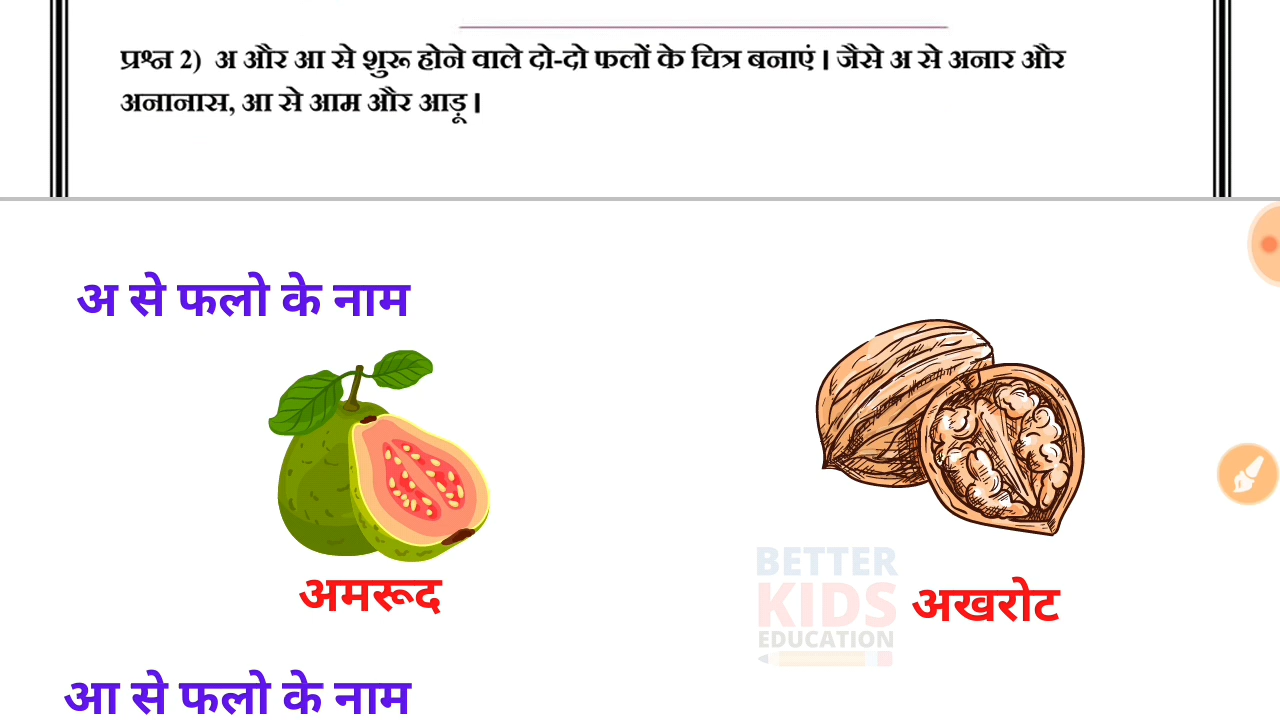 प्रश्न 2) अ और आ से शुरू होने वाले दो-दो फलों के चित्र बनाएं । जैसे अ से अनार और
अनानास, आ से आम और आड़ू ।
अ से फलो के नाम
अमरूद
अखरोट
BETTER
KIDS
EDUCATION
आ से फलो के नाम